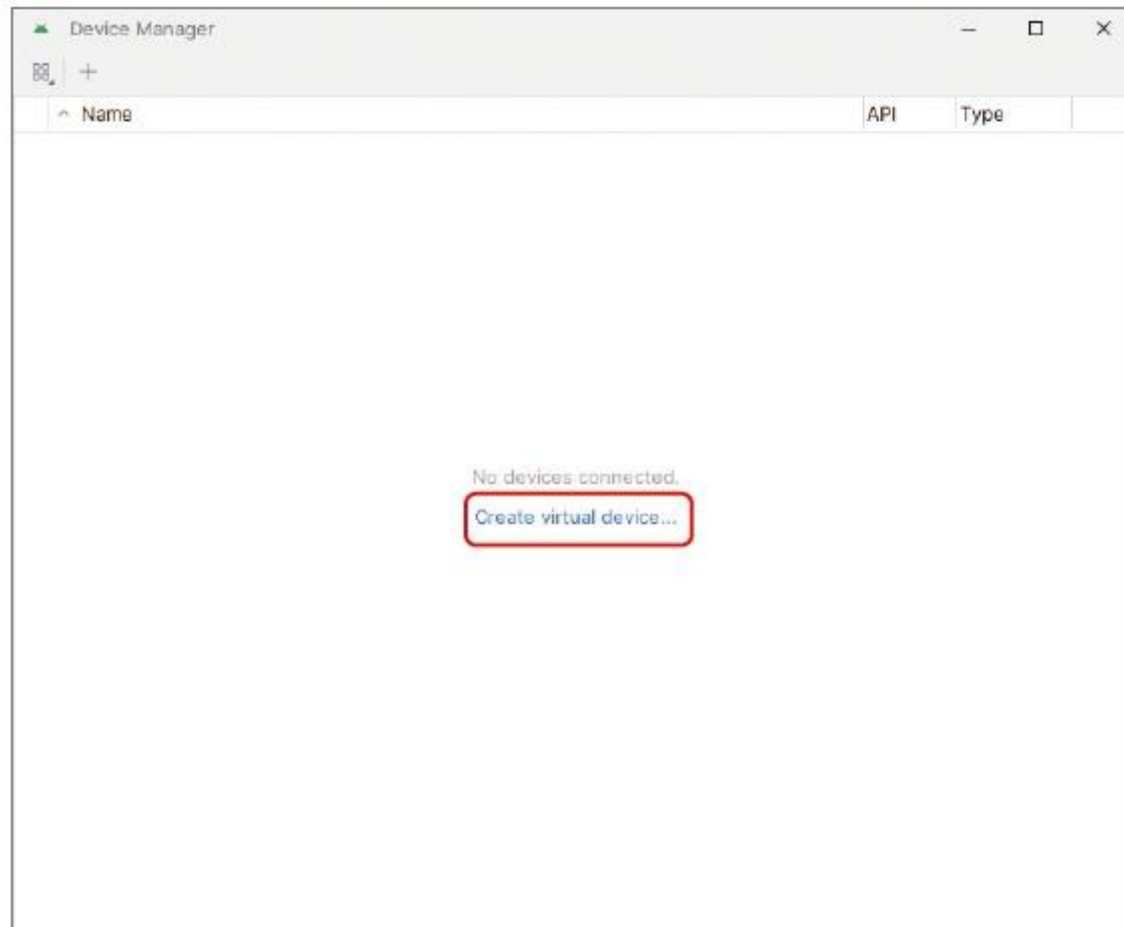 Device Manager
Name API Type
No devices connected.
Create virtual device...